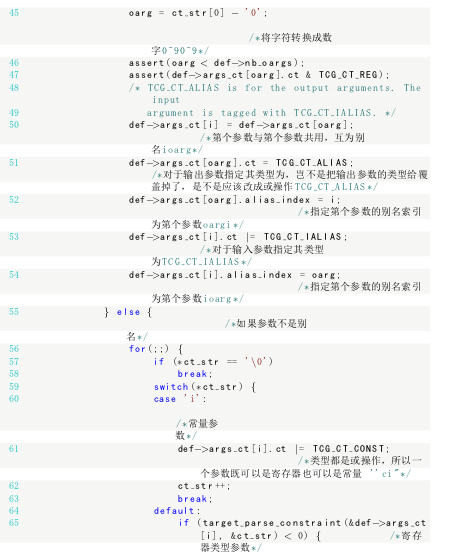 45 oarg = ct_str[0] - '0';
/*将字符转换成数
字0~90~9*/
46 assert(oarg < def->nb_oargs);
47 assert(def->args_ct[oarg].ct & TCG_CT_REG);
48 /* TCG_CT_ALIAS is for the output arguments. The
input
49 argument is tagged with TCG_CT_IALIAS. */
50 def->args_ct[i] = def->args_ct[oarg];
/*第个参数与第个参数共用，互为别
名ioarg*/
51 def->args_ct[oarg].ct = TCG_CT_ALIAS;
/*对于输出参数指定其类型为，岂不是把输出参数的类型给覆
盖掉了，是不是应该改成或操作TCG_CT_ALIAS*/
52 def->args_ct[oarg].alias_index = i;
/*指定第个参数的别名索引
为第个参数oargi*/
53 def->args_ct[i].ct |= TCG_CT_IALIAS;
/*对于输入参数指定其类型
为TCG_CT_IALIAS*/
54 def->args_ct[i].alias_index = oarg;
/*指定第个参数的别名索引
为第个参数ioarg*/
55 } else {
/*如果参数不是别
名*/
56 for(;;) {
57 if (*ct_str == '\0')
58 break;
59 switch(*ct_str) {
60 case 'i':
/*常量参
数*/
61 def->args_ct[i].ct |= TCG_CT_CONST;
/*类型都是或操作，所以一
个参数既可以是寄存器也可以是常量 ''ci"*/
62 ct_str++;
63 break;
64 default:
65 if (target_parse_constraint(&def->args_ct
[i], &ct_str) < 0) { /*寄存
器类型参数*/